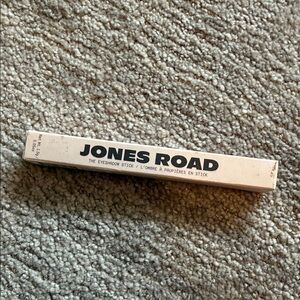 JONES ROAD
THE EYESHADOW STICK / L'OMBRE À PAUPIÈRES EN STICK